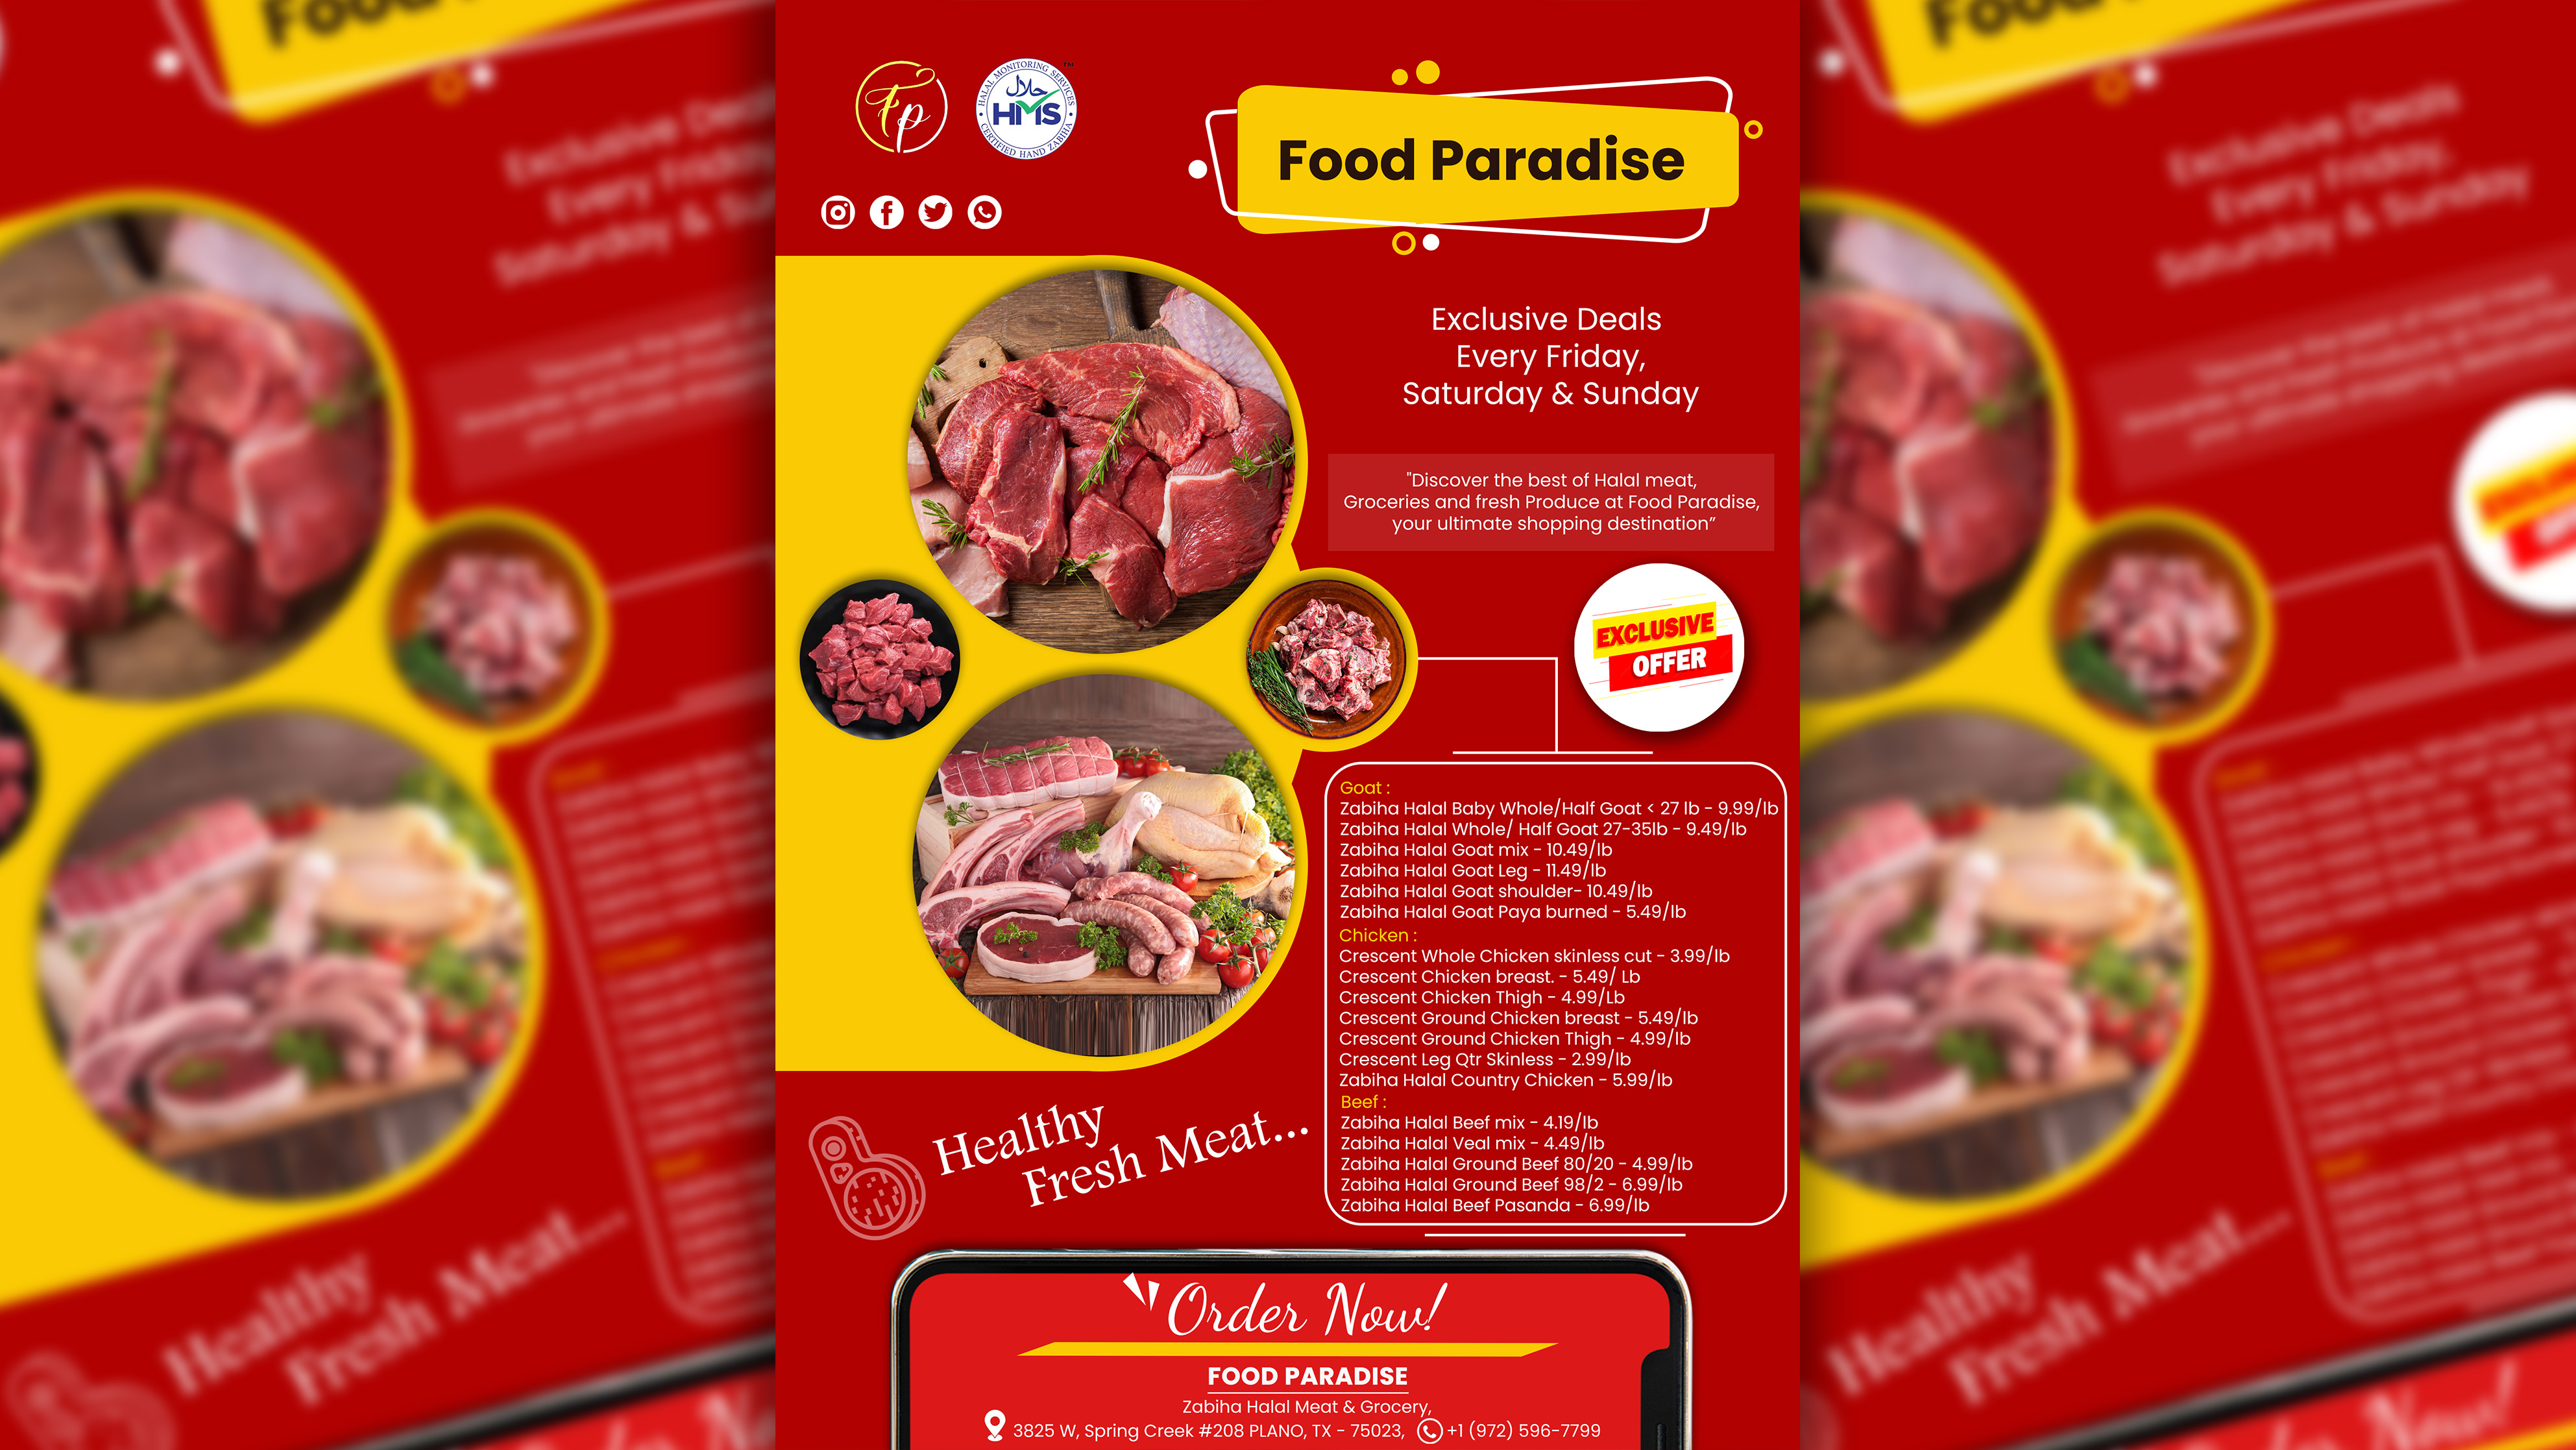 Fp
HALAL MONITORING SERVICES
TM
حلال
HMS
CERTIFIED HAND ZABIHA
Food Paradise
Exclusive Deals
Every Friday,
Saturday & Sunday
"Discover the best of Halal meat,
Groceries and fresh Produce at Food Paradise,
your ultimate shopping destination”
EXCLUSIVE
OFFER
Goat :
Zabiha Halal Baby Whole/Half Goat < 27 lb - 9.99/lb
Zabiha Halal Whole/ Half Goat 27-35lb - 9.49/lb
Zabiha Halal Goat mix - 10.49/lb
Zabiha Halal Goat Leg - 11.49/lb
Zabiha Halal Goat shoulder- 10.49/lb
Zabiha Halal Goat Paya burned - 5.49/lb
Chicken :
Crescent Whole Chicken skinless cut - 3.99/lb
Crescent Chicken breast. - 5.49/ Lb
Crescent Chicken Thigh - 4.99/Lb
Crescent Ground Chicken breast - 5.49/lb
Crescent Ground Chicken Thigh - 4.99/lb
Crescent Leg Qtr Skinless - 2.99/lb
Zabiha Halal Country Chicken - 5.99/lb
Beef :
Zabiha Halal Beef mix - 4.19/lb
Zabiha Halal Veal mix - 4.49/lb
Zabiha Halal Ground Beef 80/20 - 4.99/lb
Zabiha Halal Ground Beef 98/2 - 6.99/lb
Zabiha Halal Beef Pasanda - 6.99/lb
Healthy
Fresh Meat...
Order Now!
FOOD PARADISE
Zabiha Halal Meat & Grocery,
3825 W, Spring Creek #208 PLANO, TX - 75023, +1 (972) 596-7799